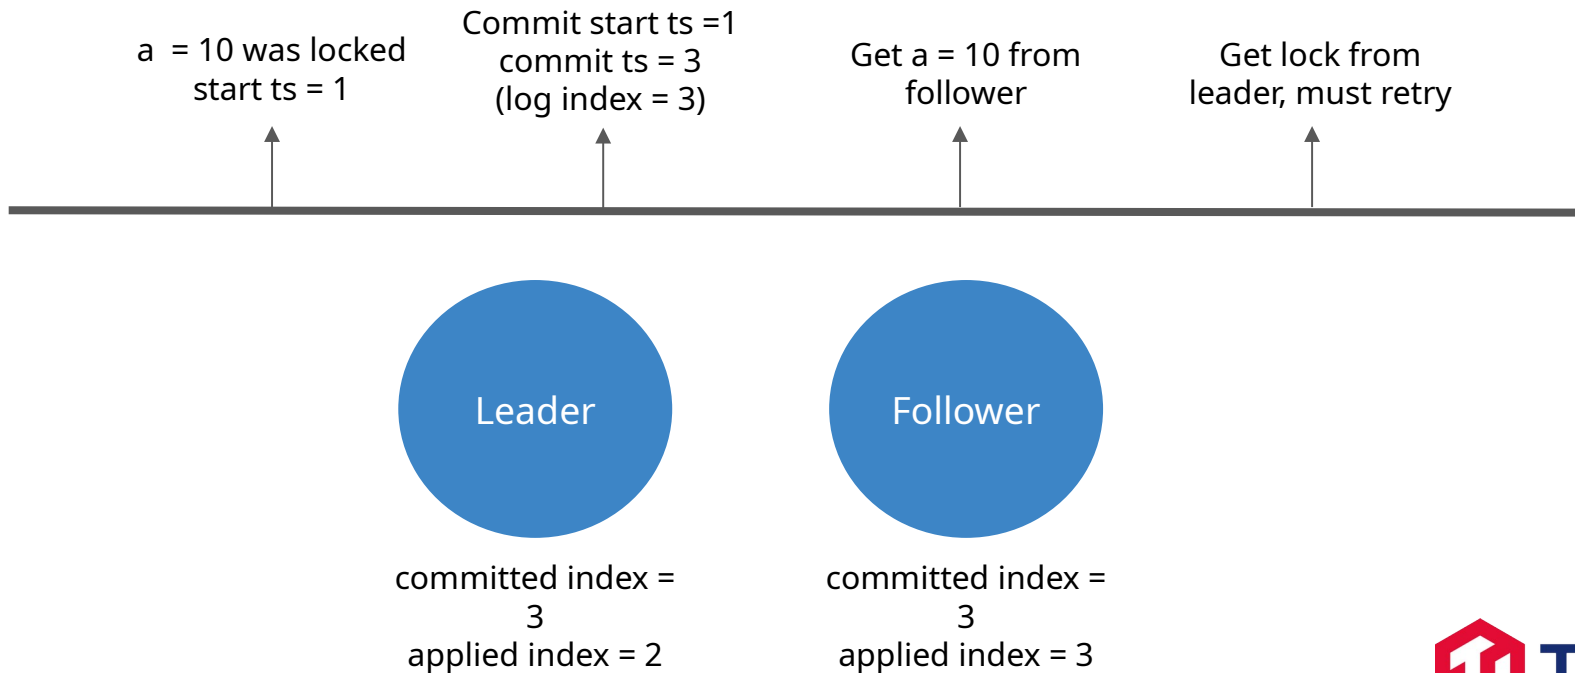 a  = 10 was locked
start ts = 1
Commit start ts =1
commit ts = 3
(log index = 3)
Get a = 10 from
follower
Get lock from
leader, must retry
Leader
Follower
committed index =
3
applied index = 2
committed index =
3
applied index = 3
T